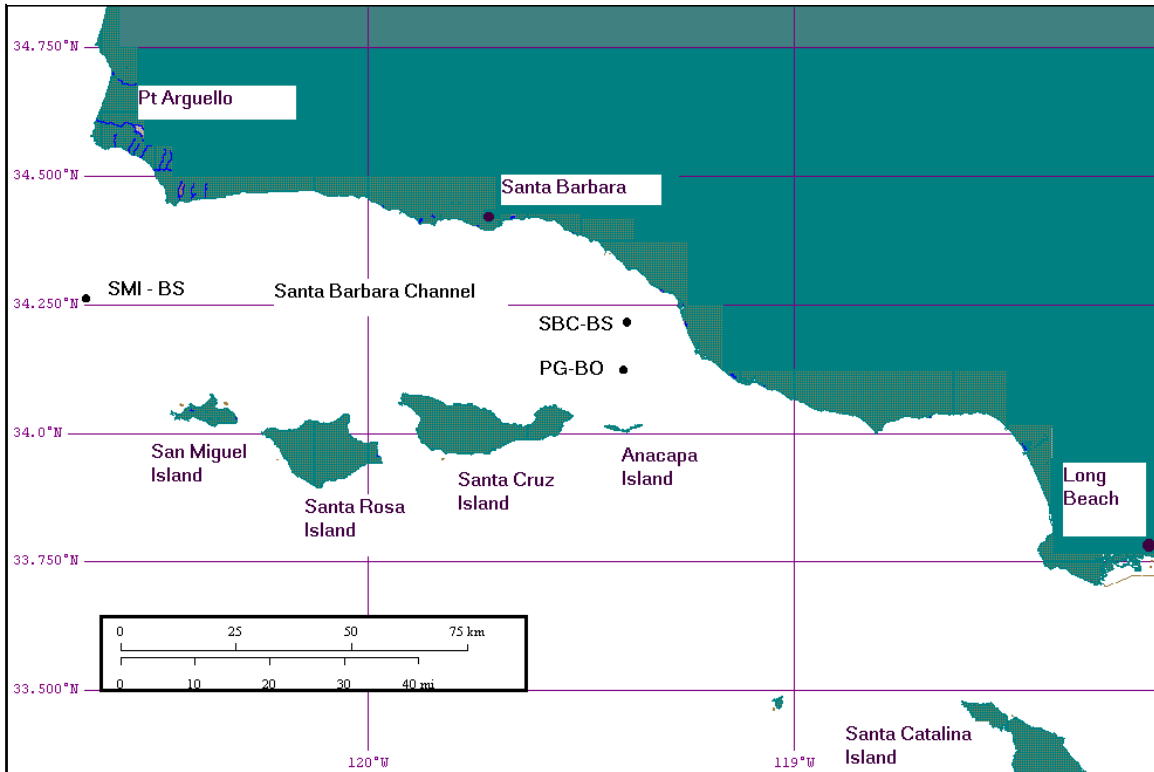 34.750°N
Pt Arguello
34.500°N
Santa Barbara
SMI - BS
Santa Barbara Channel
34.250°N
SBC-BS
PG-BO
34.0°N
San Miguel
Island
Santa Rosa
Island
Santa Cruz
Island
Anacapa
Island
Long
Beach
33.750°N
0 25 50 75 km
0 10 20 30 40 mi
33.500°N
Santa Catalina
Island
120°W
119°W